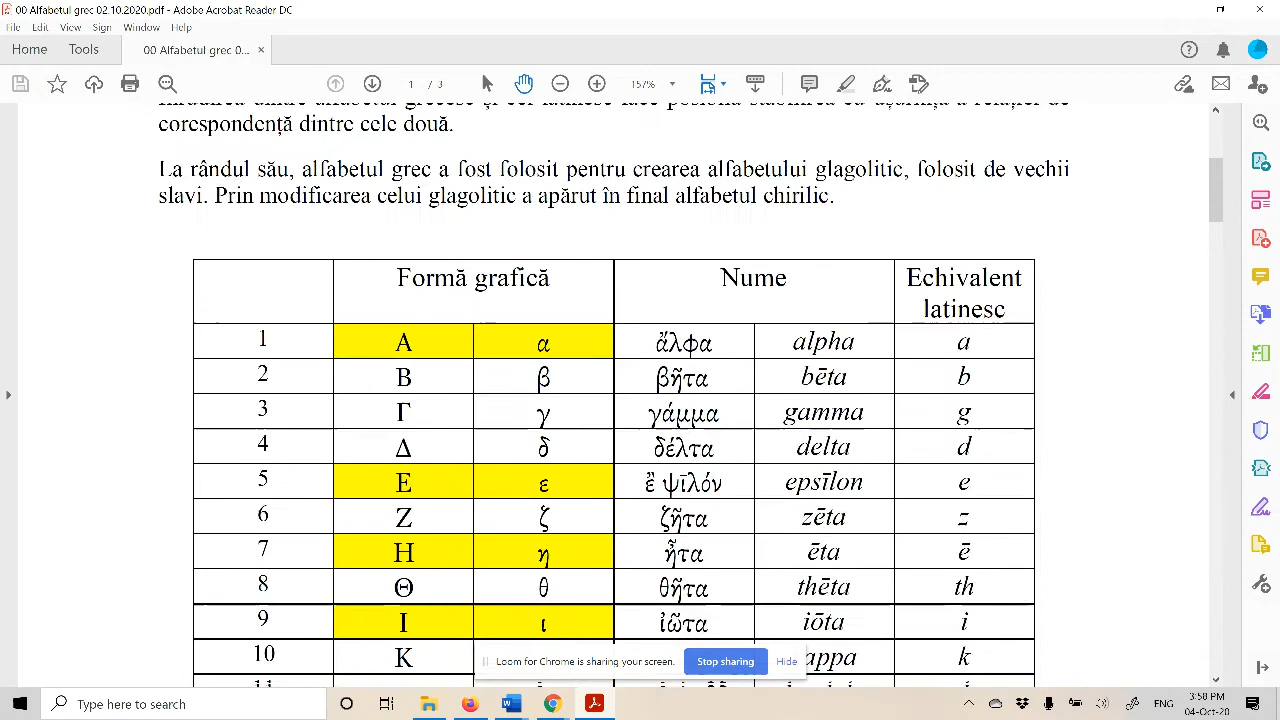 00 Alfabetul grec 02.10.2020.pdf - Adobe Acrobat Reader DC
File Edit View Sign Window Help
Home Tools 00 Alfabetul grec 0... ×
1 / 3 157%
corespondență dintre cele două.
La rândul său, alfabetul grec a fost folosit pentru crearea alfabetului glagolitic, folosit de vechii
slavi. Prin modificarea celui glagolitic a apărut în final alfabetul chirilic.
Formă grafică Nume Echivalent
latinesc
1 Α α ἄλφα alpha a
2 Β β βῆτα bēta b
3 Γ γ γάμμα gamma g
4 Δ δ δέλτα delta d
5 Ε ε ἒ ψῑλόν epsīlon e
6 Ζ ζ ζῆτα zēta z
7 Η η ἦτα ēta ē
8 Θ θ θῆτα thēta th
9 Ι ι ἰῶτα iōta i
10 Κ k
Loom for Chrome is sharing your screen. Stop sharing Hide
Type here to search
ENG
3:58 PM
04-Oct-20